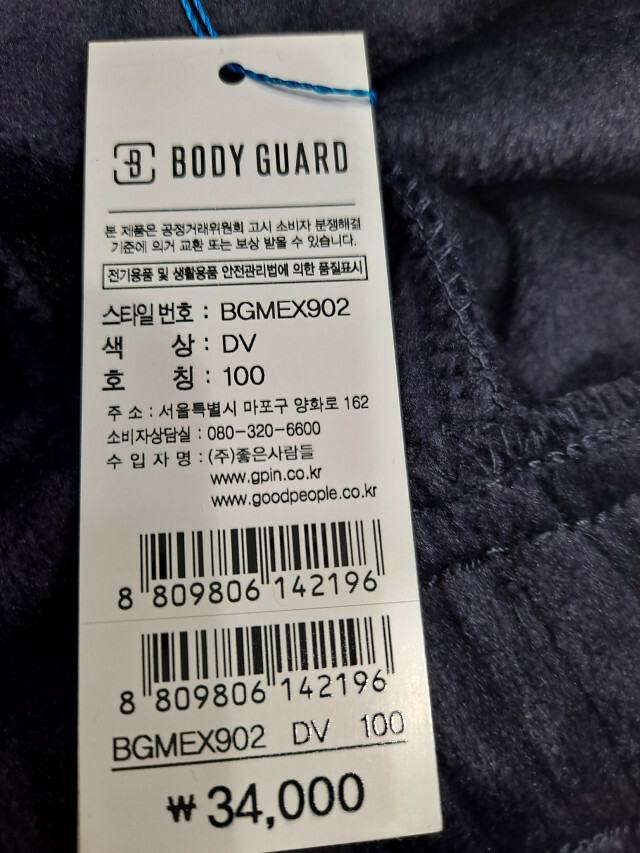 BODY GUARD
본 제품은 공정거래위원회 고시 소비자 분쟁해결
기준에 의거 교환 또는 보상 받을 수 있습니다.
전기용품 및 생활용품 안전관리법에 의한 품질표시
스타일번호 : BGMEX902
색 상 : DV
호 칭 : 100
주 소 : 서울특별시 마포구 양화로 162
소비자상담실 : 080-320-6600
수 입 자 명 : (주)좋은사람들
www.gpin.co.kr
www.goodpeople.co.kr
8 809806 142196
8 809806 142196
BGMEX902 DV 100
₩ 34,000